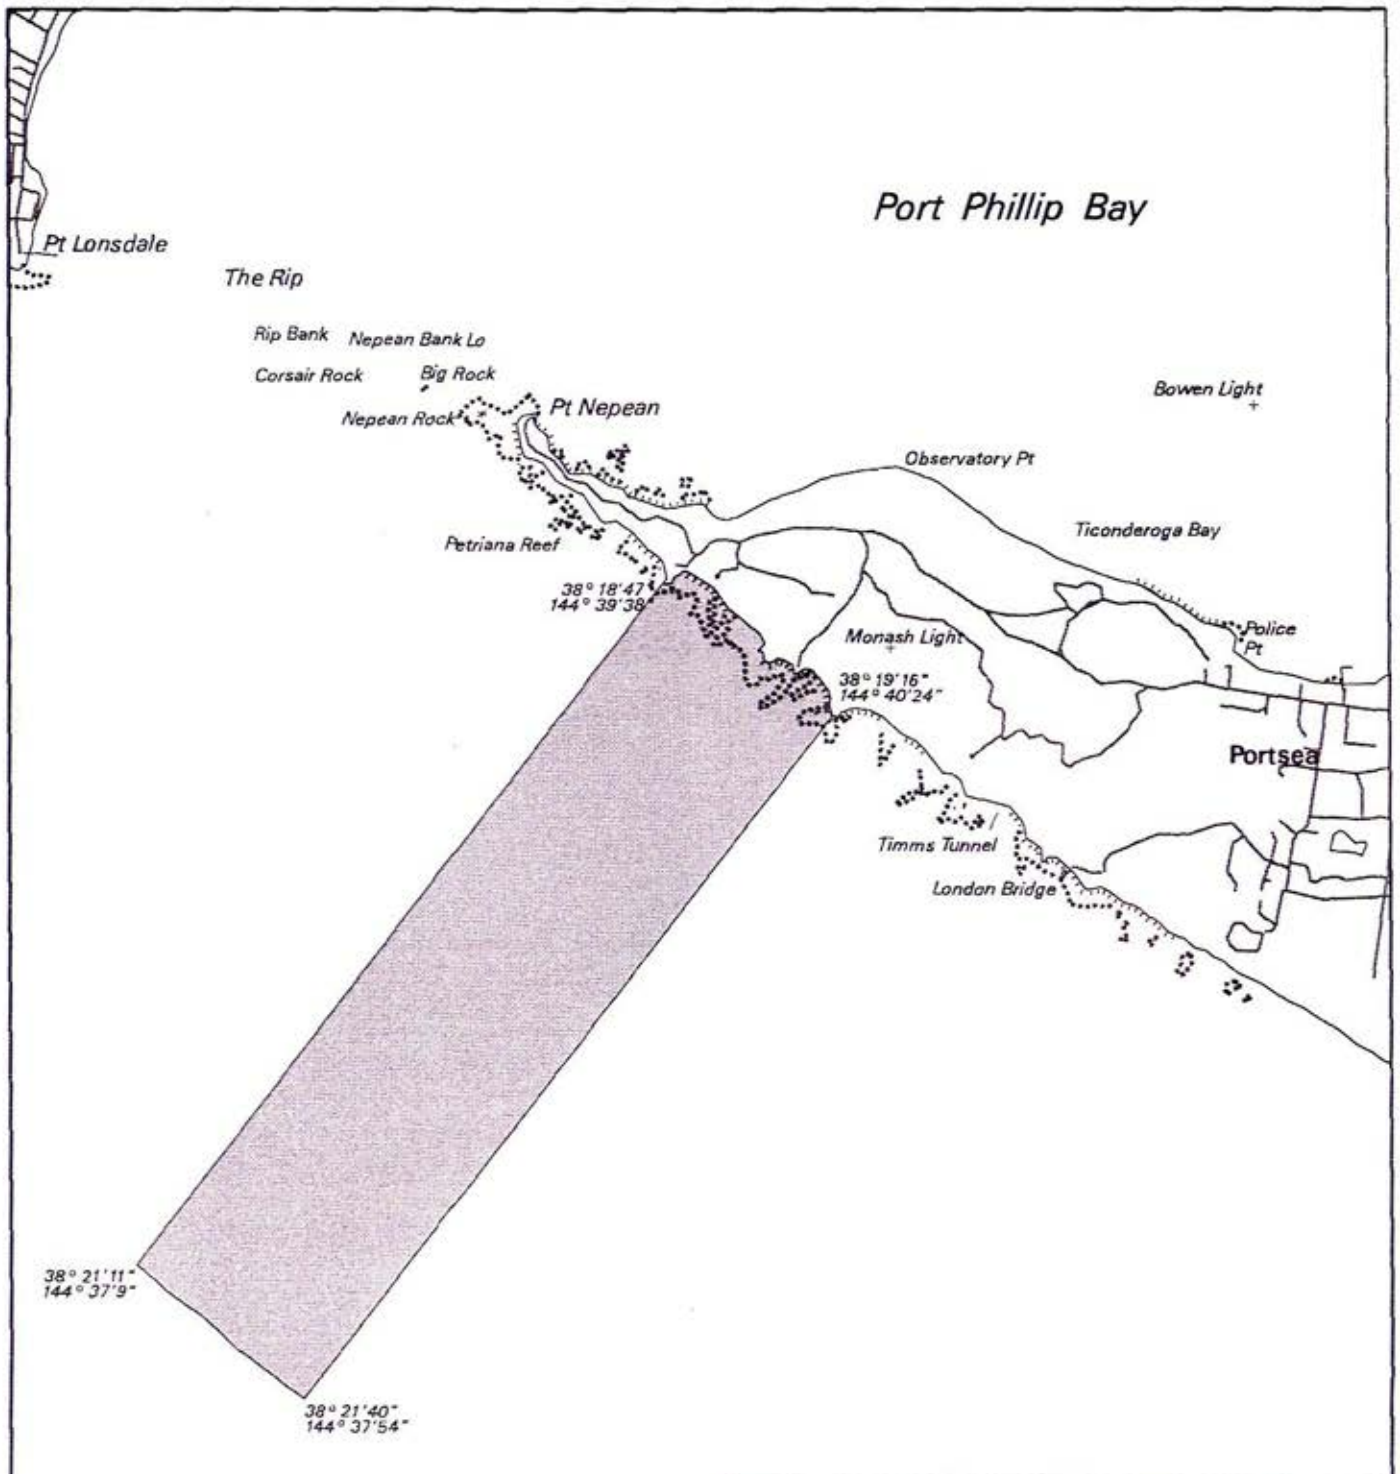 Port Phillip Bay
Pt Lonsdale
The Rip
Rip Bank
Nepean Bank Lo
Corsair Rock
Big Rock
Bowen Light
Nepean Rock
Pt Nepean
Observatory Pt
Ticonderoga Bay
Petriana Reef
38° 18'47"
144° 39'38"
Monash Light
Police
Pt
38° 19'16"
144° 40'24"
Portsea
Timms Tunnel
London Bridge
38° 21'11"
144° 37'9"
38° 21'40"
144° 37'54"